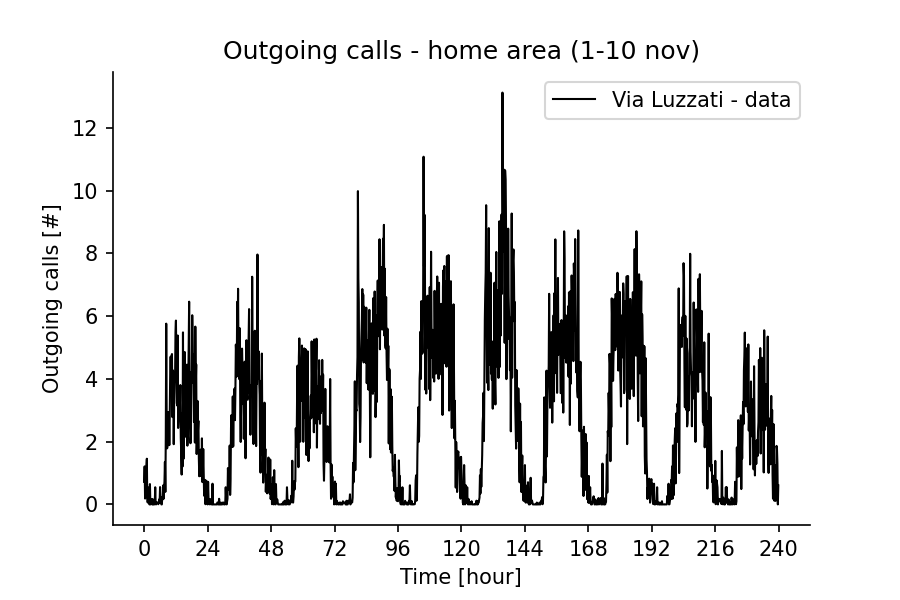 Outgoing calls - home area (1-10 nov)
Via Luzzati - data
Outgoing calls [#]
12
10
8
6
4
2
0
0 24 48 72 96 120 144 168 192 216 240
Time [hour]